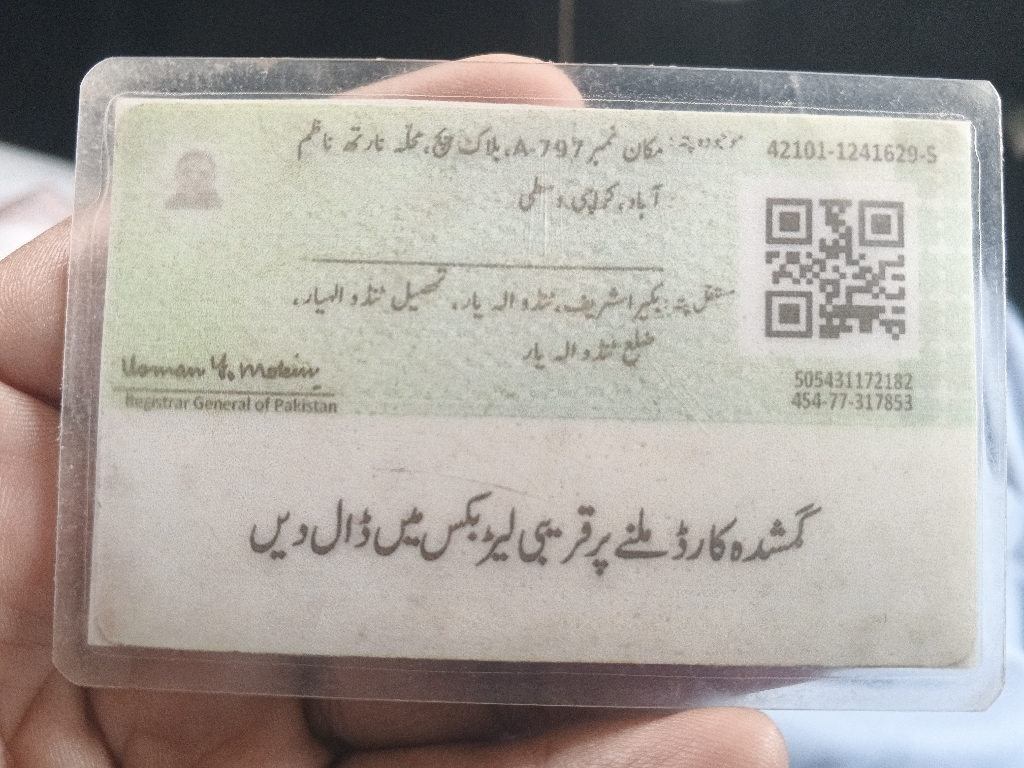 42101-1241629-5
موجودہ پتہ: مکان نمبر A-797، بلاک ایچ، محلہ نارتھ ناظم
آباد، کراچی وسطی
مستقل پتہ: بکیرا شریف، ٹنڈو الہ یار، تحصیل ٹنڈو الہیار،
ضلع ٹنڈو الہ یار
505431172182
454-77-317853
Usman Y. Mobin
Registrar General of Pakistan
گمشدہ کارڈ ملنے پر قریبی لیٹر بکس میں ڈال دیں